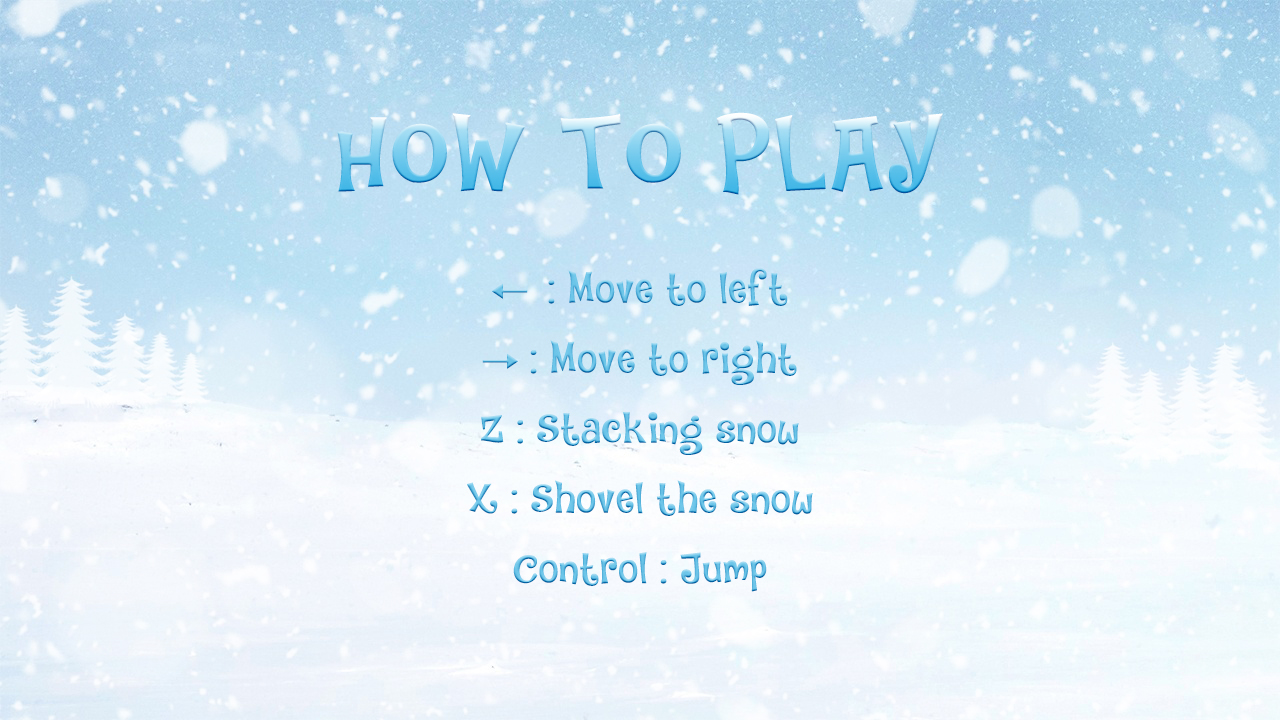 HOW TO PLAY
← : Move to left
→ : Move to right
Z : Stacking snow
X : Shovel the snow
Control : Jump